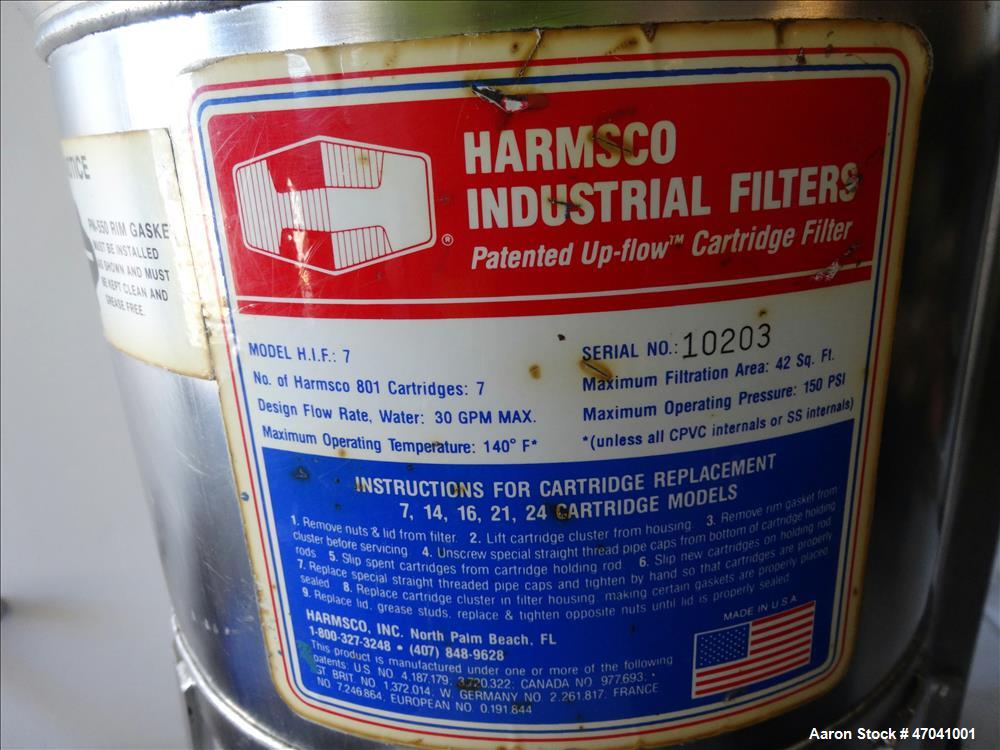 HARMSCO
INDUSTRIAL FILTERS
Patented Up-flow™ Cartridge Filter
®
MODEL H.I.F.: 7
No. of Harmsco 801 Cartridges: 7
Design Flow Rate, Water: 30 GPM MAX.
Maximum Operating Temperature: 140° F*
SERIAL NO.: 10203
Maximum Filtration Area: 42 Sq. Ft.
Maximum Operating Pressure: 150 PSI
*(unless all CPVC internals or SS internals)
INSTRUCTIONS FOR CARTRIDGE REPLACEMENT
7, 14, 16, 21, 24 CARTRIDGE MODELS
1. Remove nuts & lid from filter. 2. Lift cartridge cluster from housing. 3. Remove rim gasket from
cluster before servicing. 4. Unscrew special straight thread pipe caps from bottom of cartridge holding
rods. 5. Slip spent cartridges from cartridge holding rod. 6. Slip new cartridges on holding rod
7. Replace special straight threaded pipe caps and tighten by hand so that cartridges are properly
sealed. 8. Replace cartridge cluster in filter housing, making certain gaskets are properly placed
9. Replace lid, grease studs, replace & tighten opposite nuts until lid is properly sealed.
HARMSCO, INC. North Palm Beach, FL
1-800-327-3248 • (407) 848-9628
This product is manufactured under one or more of the following
patents: U.S. NO. 4,187,179, 3,720,322, CANADA NO. 977,693,
GT. BRIT. NO. 1,372,014, W. GERMANY NO. 2,261,817, FRANCE
NO. 7,246,864, EUROPEAN NO. 0,191,844
MADE IN U.S.A.
550 RIM GASKE
MUST BE INSTALLED
SHOWN AND MUST
BE KEPT CLEAN AND
GREASE FREE.
Aaron Stock # 47041001